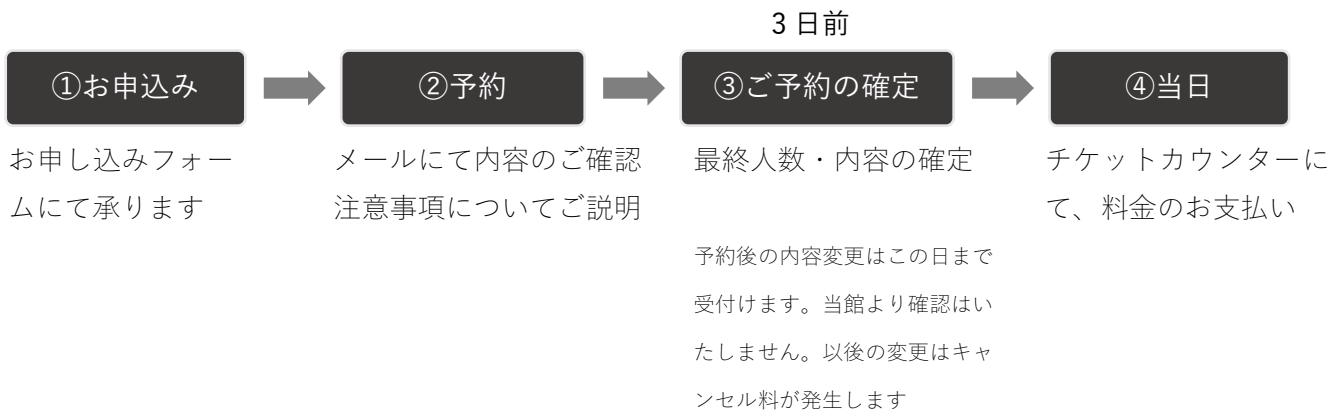 3 日前
①お申込み
②予約
③ご予約の確定
④当日
お申し込みフォー
ムにて承ります
メールにて内容のご確認
注意事項についてご説明
最終人数・内容の確定
予約後の内容変更はこの日まで
受付けます。当館より確認はい
たしません。以後の変更はキャ
ンセル料が発生します
チケットカウンターに
て、料金のお支払い